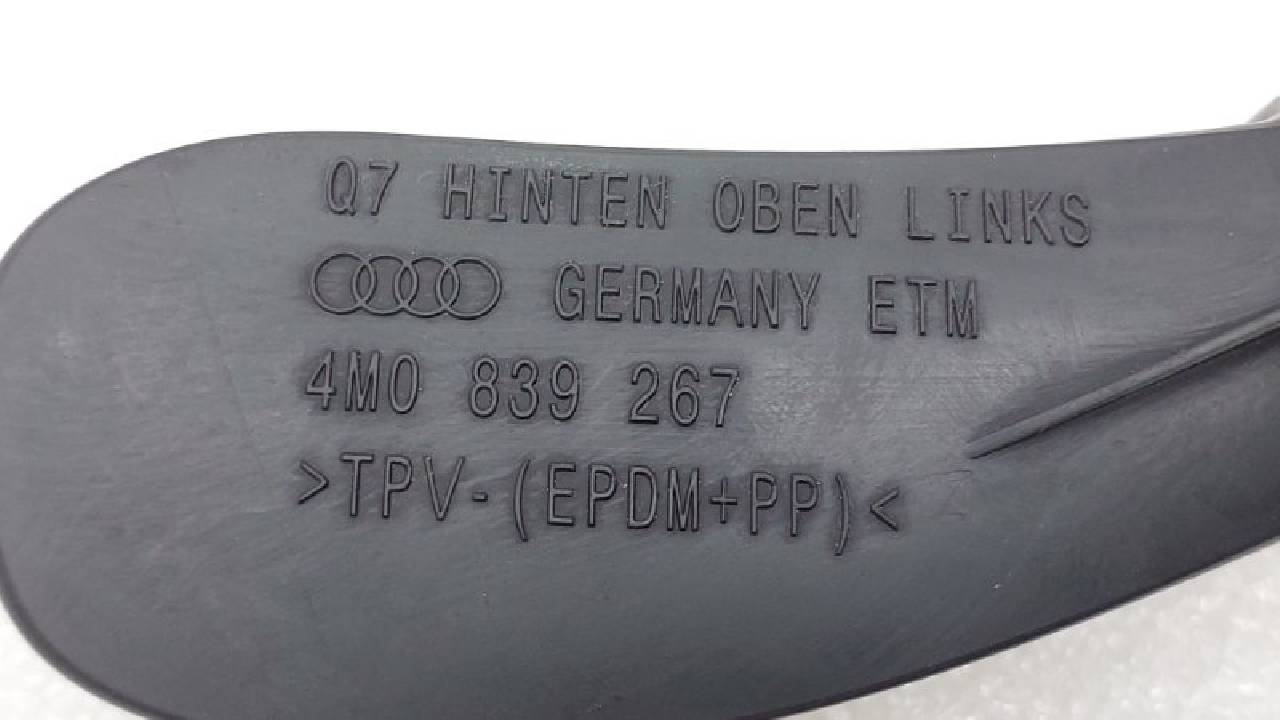 Q7 HINTEN OBEN LINKS
GERMANY ETM
4M0 839 267
>TPV-(EPDM+PP)<